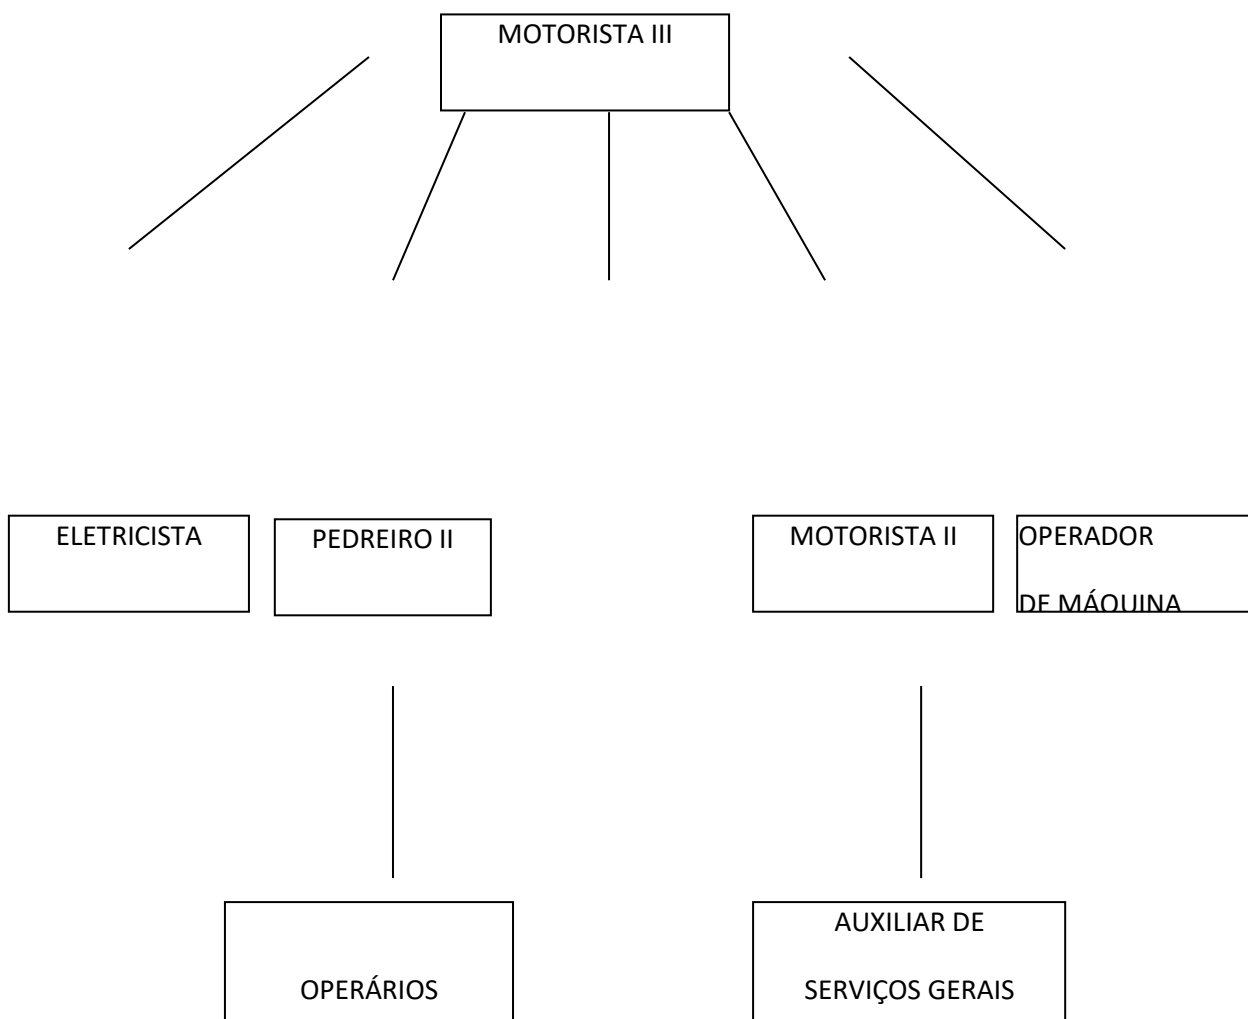 MOTORISTA III
ELETRICISTA
PEDREIRO II
MOTORISTA II
OPERADOR
DE MÁQUINA
OPERÁRIOS
AUXILIAR DE
SERVIÇOS GERAIS